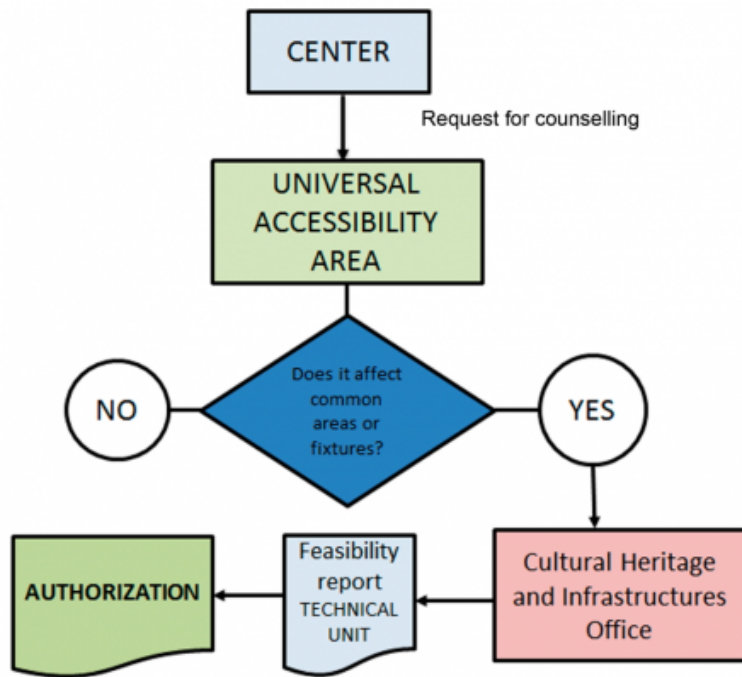 CENTER
Request for counselling
UNIVERSAL
ACCESSIBILITY
AREA
Does it affect
common
areas or
fixtures?
NO
YES
AUTHORIZATION
Feasibility
report
TECHNICAL
UNIT
Cultural Heritage
and Infrastructures
Office